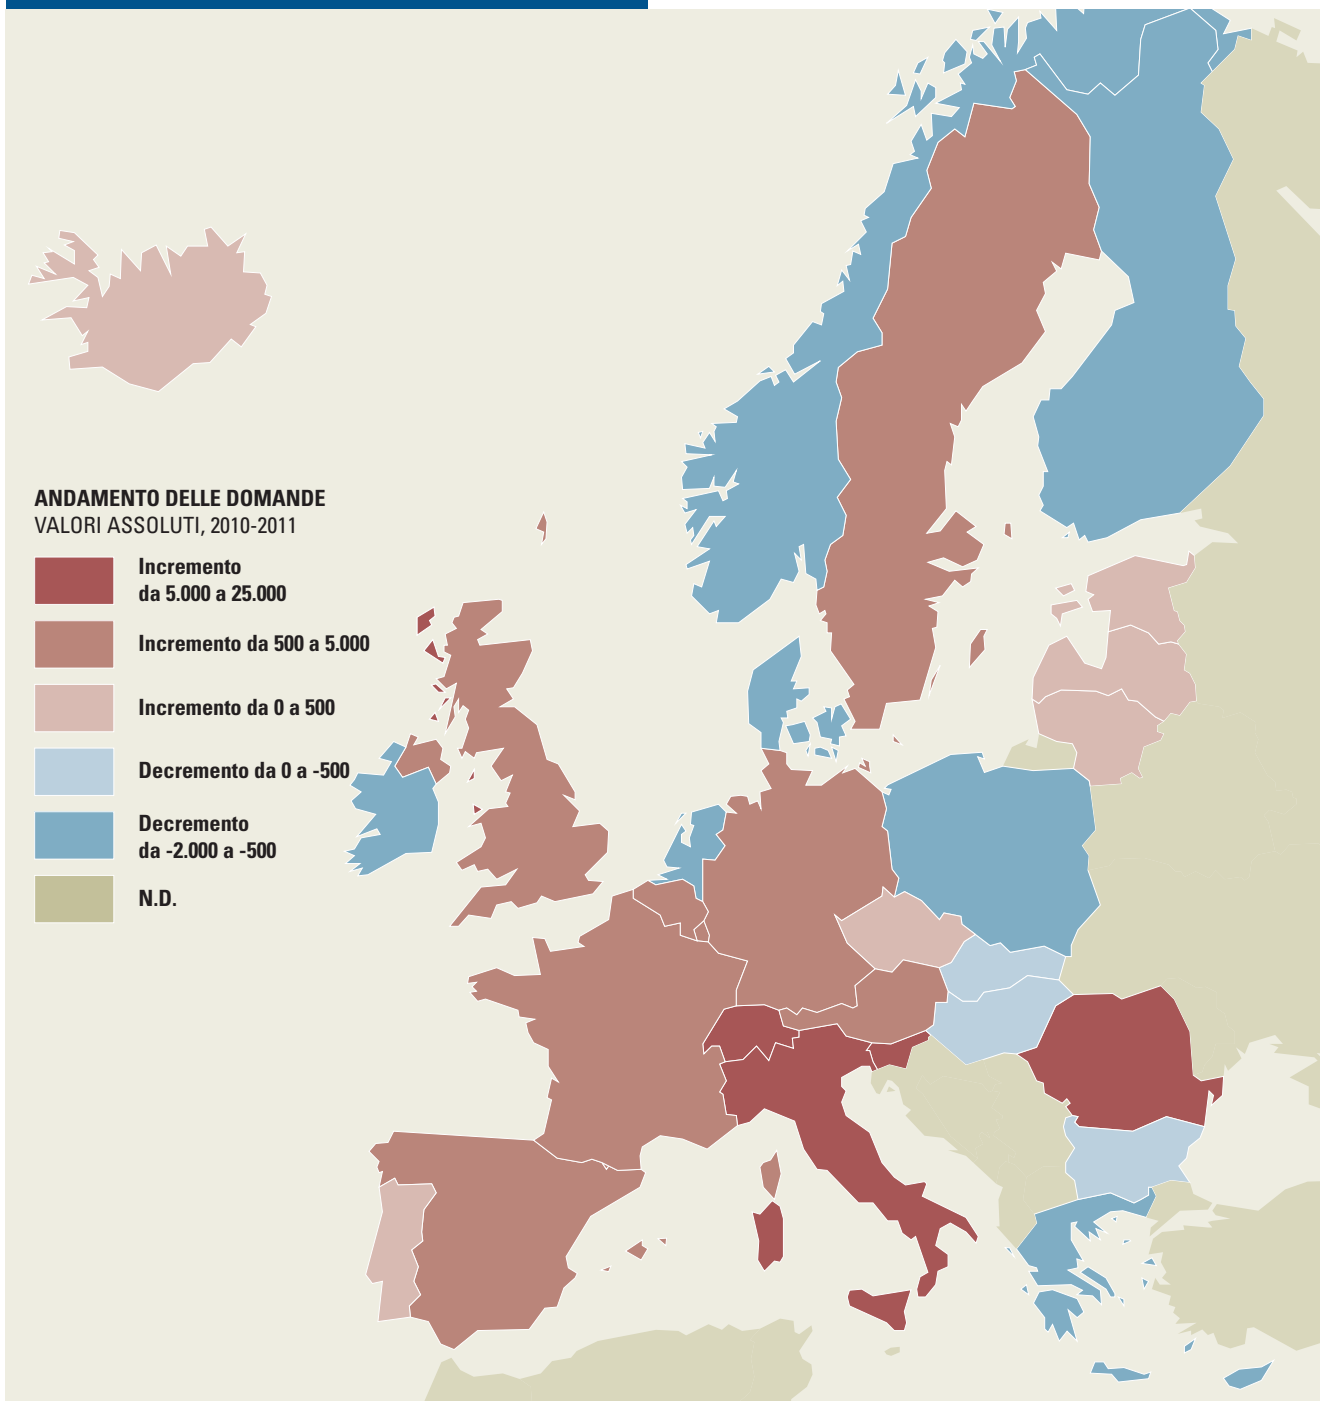 ANDAMENTO DELLE DOMANDE
VALORI ASSOLUTI, 2010-2011
Incremento
da 5.000 a 25.000
Incremento da 500 a 5.000
Incremento da 0 a 500
Decremento da 0 a -500
Decremento
da -2.000 a -500
N.D.